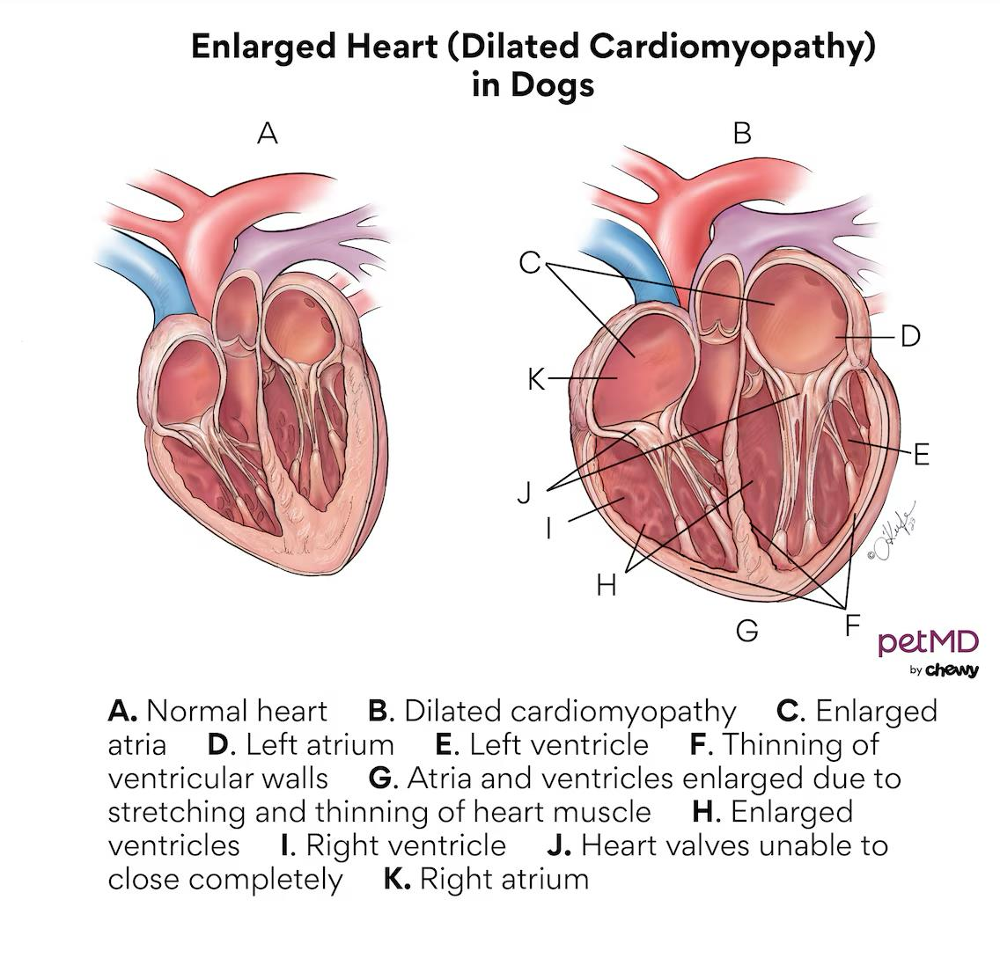 Enlarged Heart (Dilated Cardiomyopathy)
in Dogs
A
B
C
D
K
E
J
I
H
F
G
petMD
by chewy
A. Normal heart B. Dilated cardiomyopathy C. Enlarged
atria D. Left atrium E. Left ventricle F. Thinning of
ventricular walls G. Atria and ventricles enlarged due to
stretching and thinning of heart muscle H. Enlarged
ventricles I. Right ventricle J. Heart valves unable to
close completely K. Right atrium